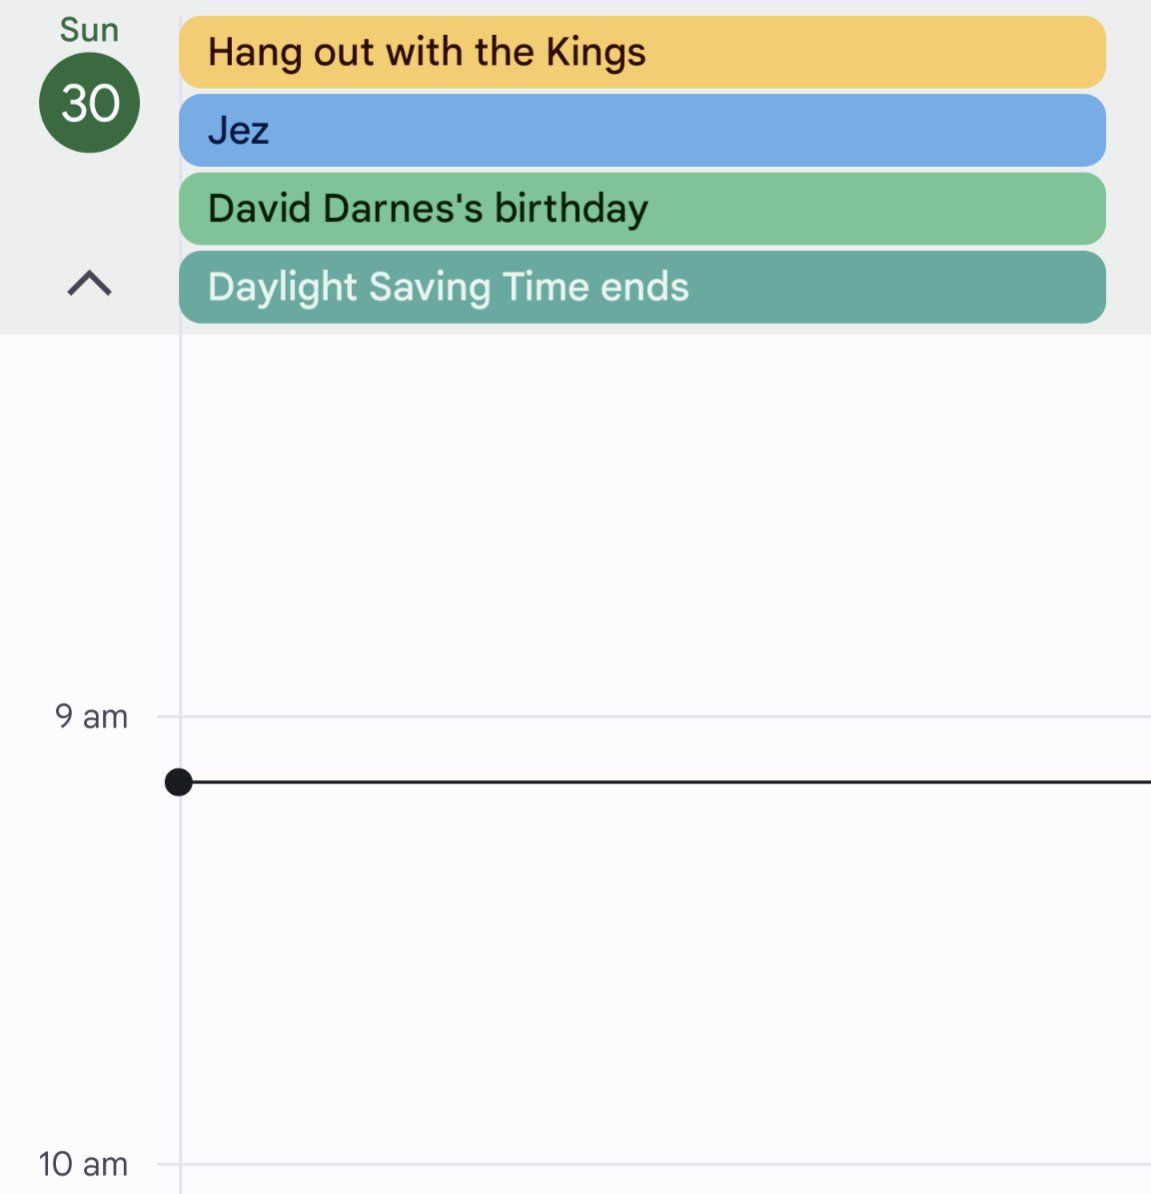 Sun
30
Hang out with the Kings
Jez
David Darnes's birthday
Daylight Saving Time ends
9 am
10 am